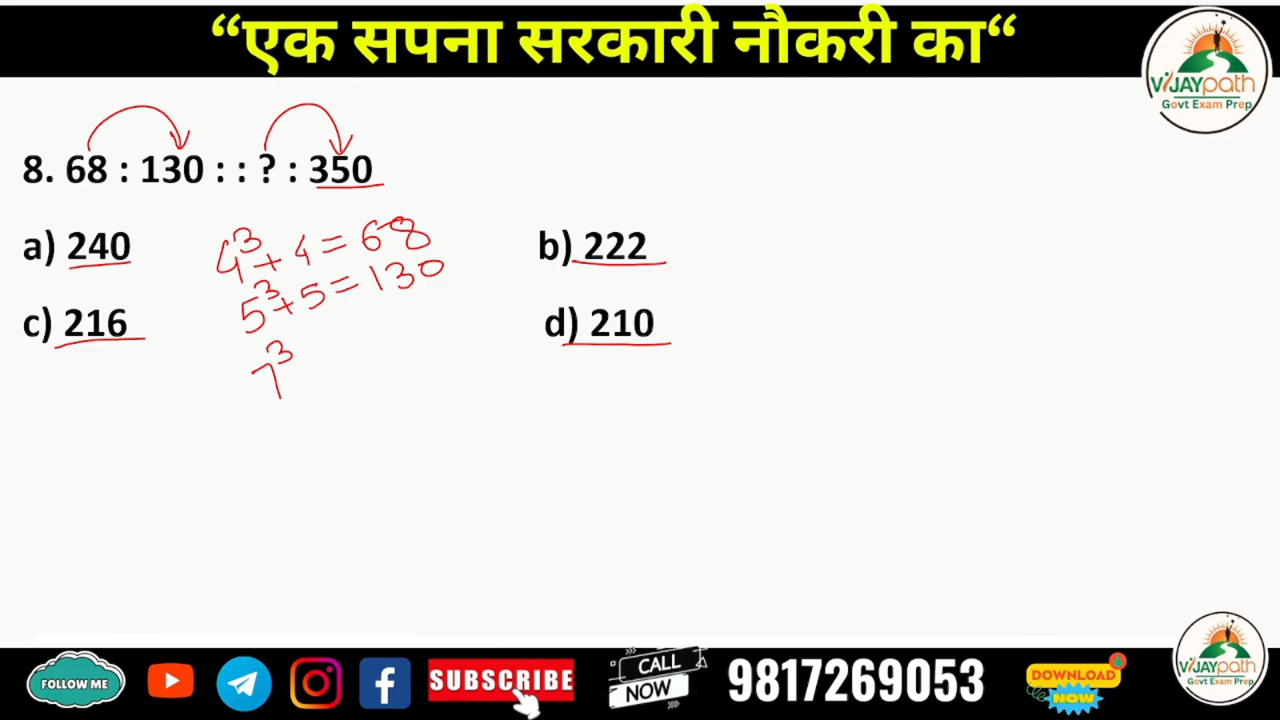 “एक सपना सरकारी नौकरी का“
VIJAYpath
Govt Exam Prep
8. 68 : 130 : : ? : 350
a) 240
b) 222
c) 216
d) 210
4³ + 4 = 68
5³ + 5 = 130
7³
FOLLOW ME
SUBSCRIBE
CALL
NOW
9817269053
DOWNLOAD
NOW
VIJAYpath
Govt Exam Prep